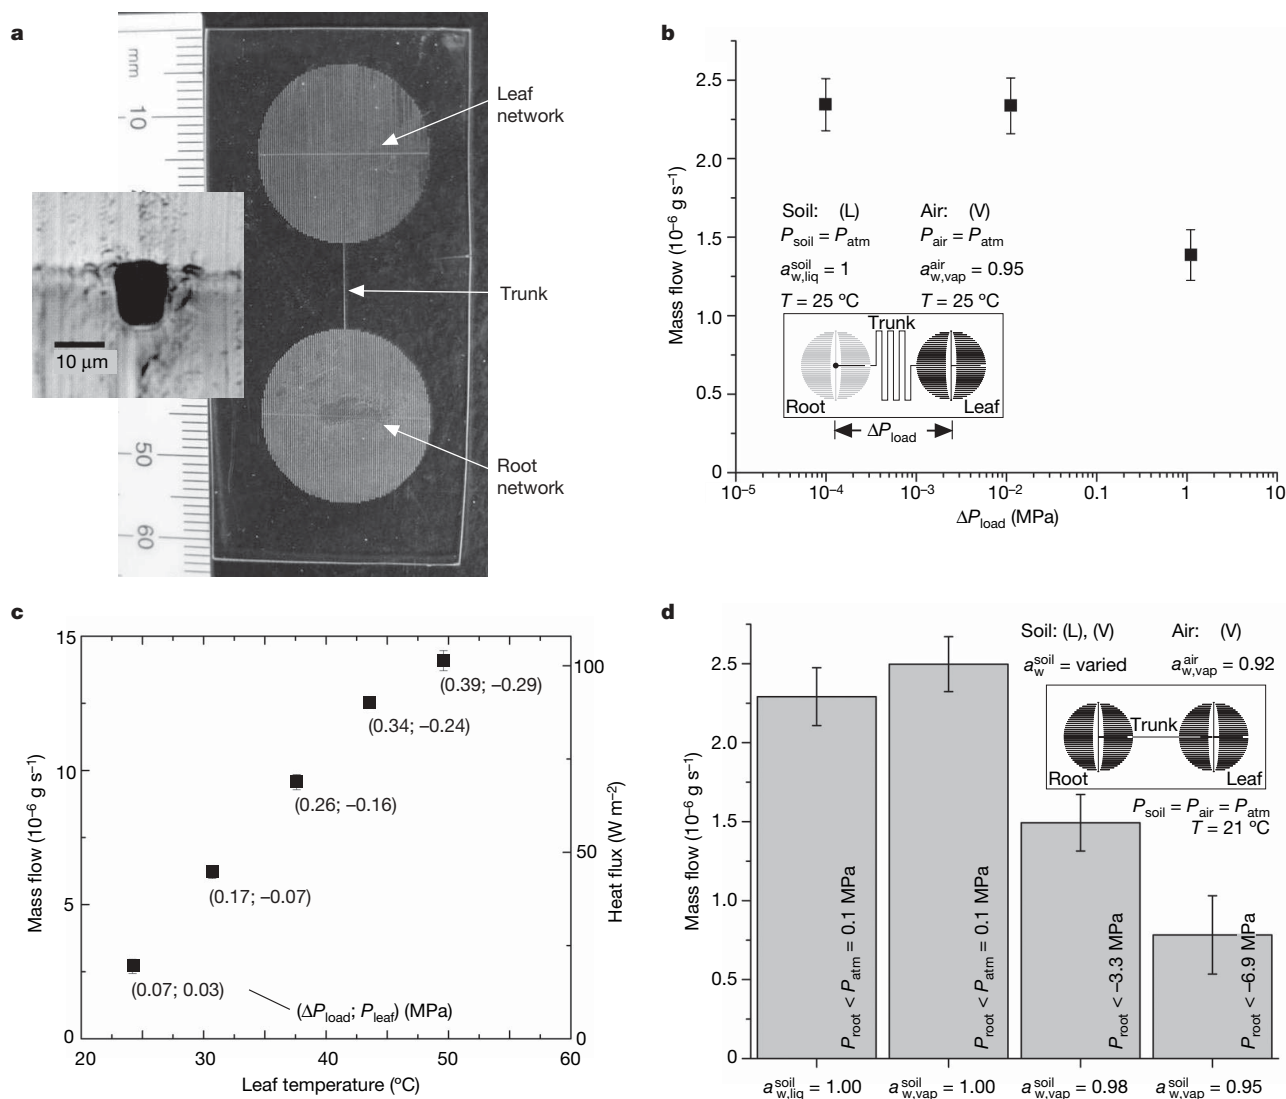 a
mm
10
50
60
10 μm
Leaf
network
Trunk
Root
network
b
Mass flow (10⁻⁶ g s⁻¹)
2.5
2.0
1.5
1.0
0.5
0
Soil: (L) Air: (V)
P_soil = P_atm P_air = P_atm
a^soil_w,liq = 1 a^air_w,vap = 0.95
T = 25 ºC T = 25 ºC
Trunk
Root Leaf
ΔP_load
10⁻⁵ 10⁻⁴ 10⁻³ 10⁻² 0.1 1 10
ΔP_load (MPa)
c
Mass flow (10⁻⁶ g s⁻¹)
15
10
5
0
(0.39; –0.29)
(0.34; –0.24)
(0.26; –0.16)
(0.17; –0.07)
(0.07; 0.03)
(ΔP_load; P_leaf) (MPa)
100
50
0
Heat flux (W m⁻²)
20 30 40 50 60
Leaf temperature (ºC)
d
Mass flow (10⁻⁶ g s⁻¹)
2.5
2.0
1.5
1.0
0.5
0
Soil: (L), (V) Air: (V)
a^soil_w = varied a^air_w,vap = 0.92
Trunk
Root Leaf
P_soil = P_air = P_atm
T = 21 ºC
P_root < P_atm = 0.1 MPa
P_root < P_atm = 0.1 MPa
P_root < –3.3 MPa
P_root < –6.9 MPa
a^soil_w,liq = 1.00 a^soil_w,vap = 1.00 a^soil_w,vap = 0.98 a^soil_w,vap = 0.95